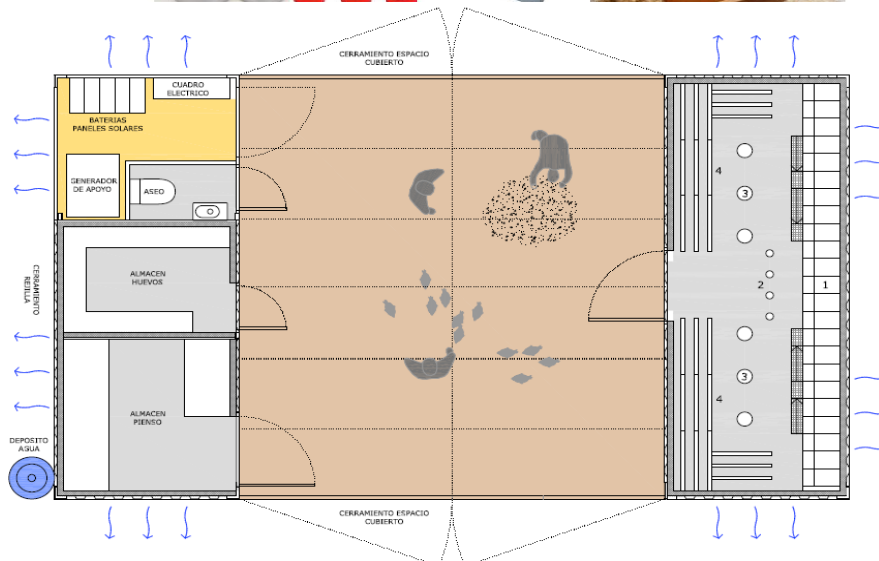 CERRAMIENTO ESPACIO
CUBIERTO
CUADRO
ELECTRICO
BATERIAS
PANELES SOLARES
GENERADOR
DE APOYO
ASEO
4
3
ALMACEN
HUEVOS
CERRAMIENTO
REJILLA
2
1
3
4
ALMACEN
PIENSO
DEPOSITO
AGUA
CERRAMIENTO ESPACIO
CUBIERTO